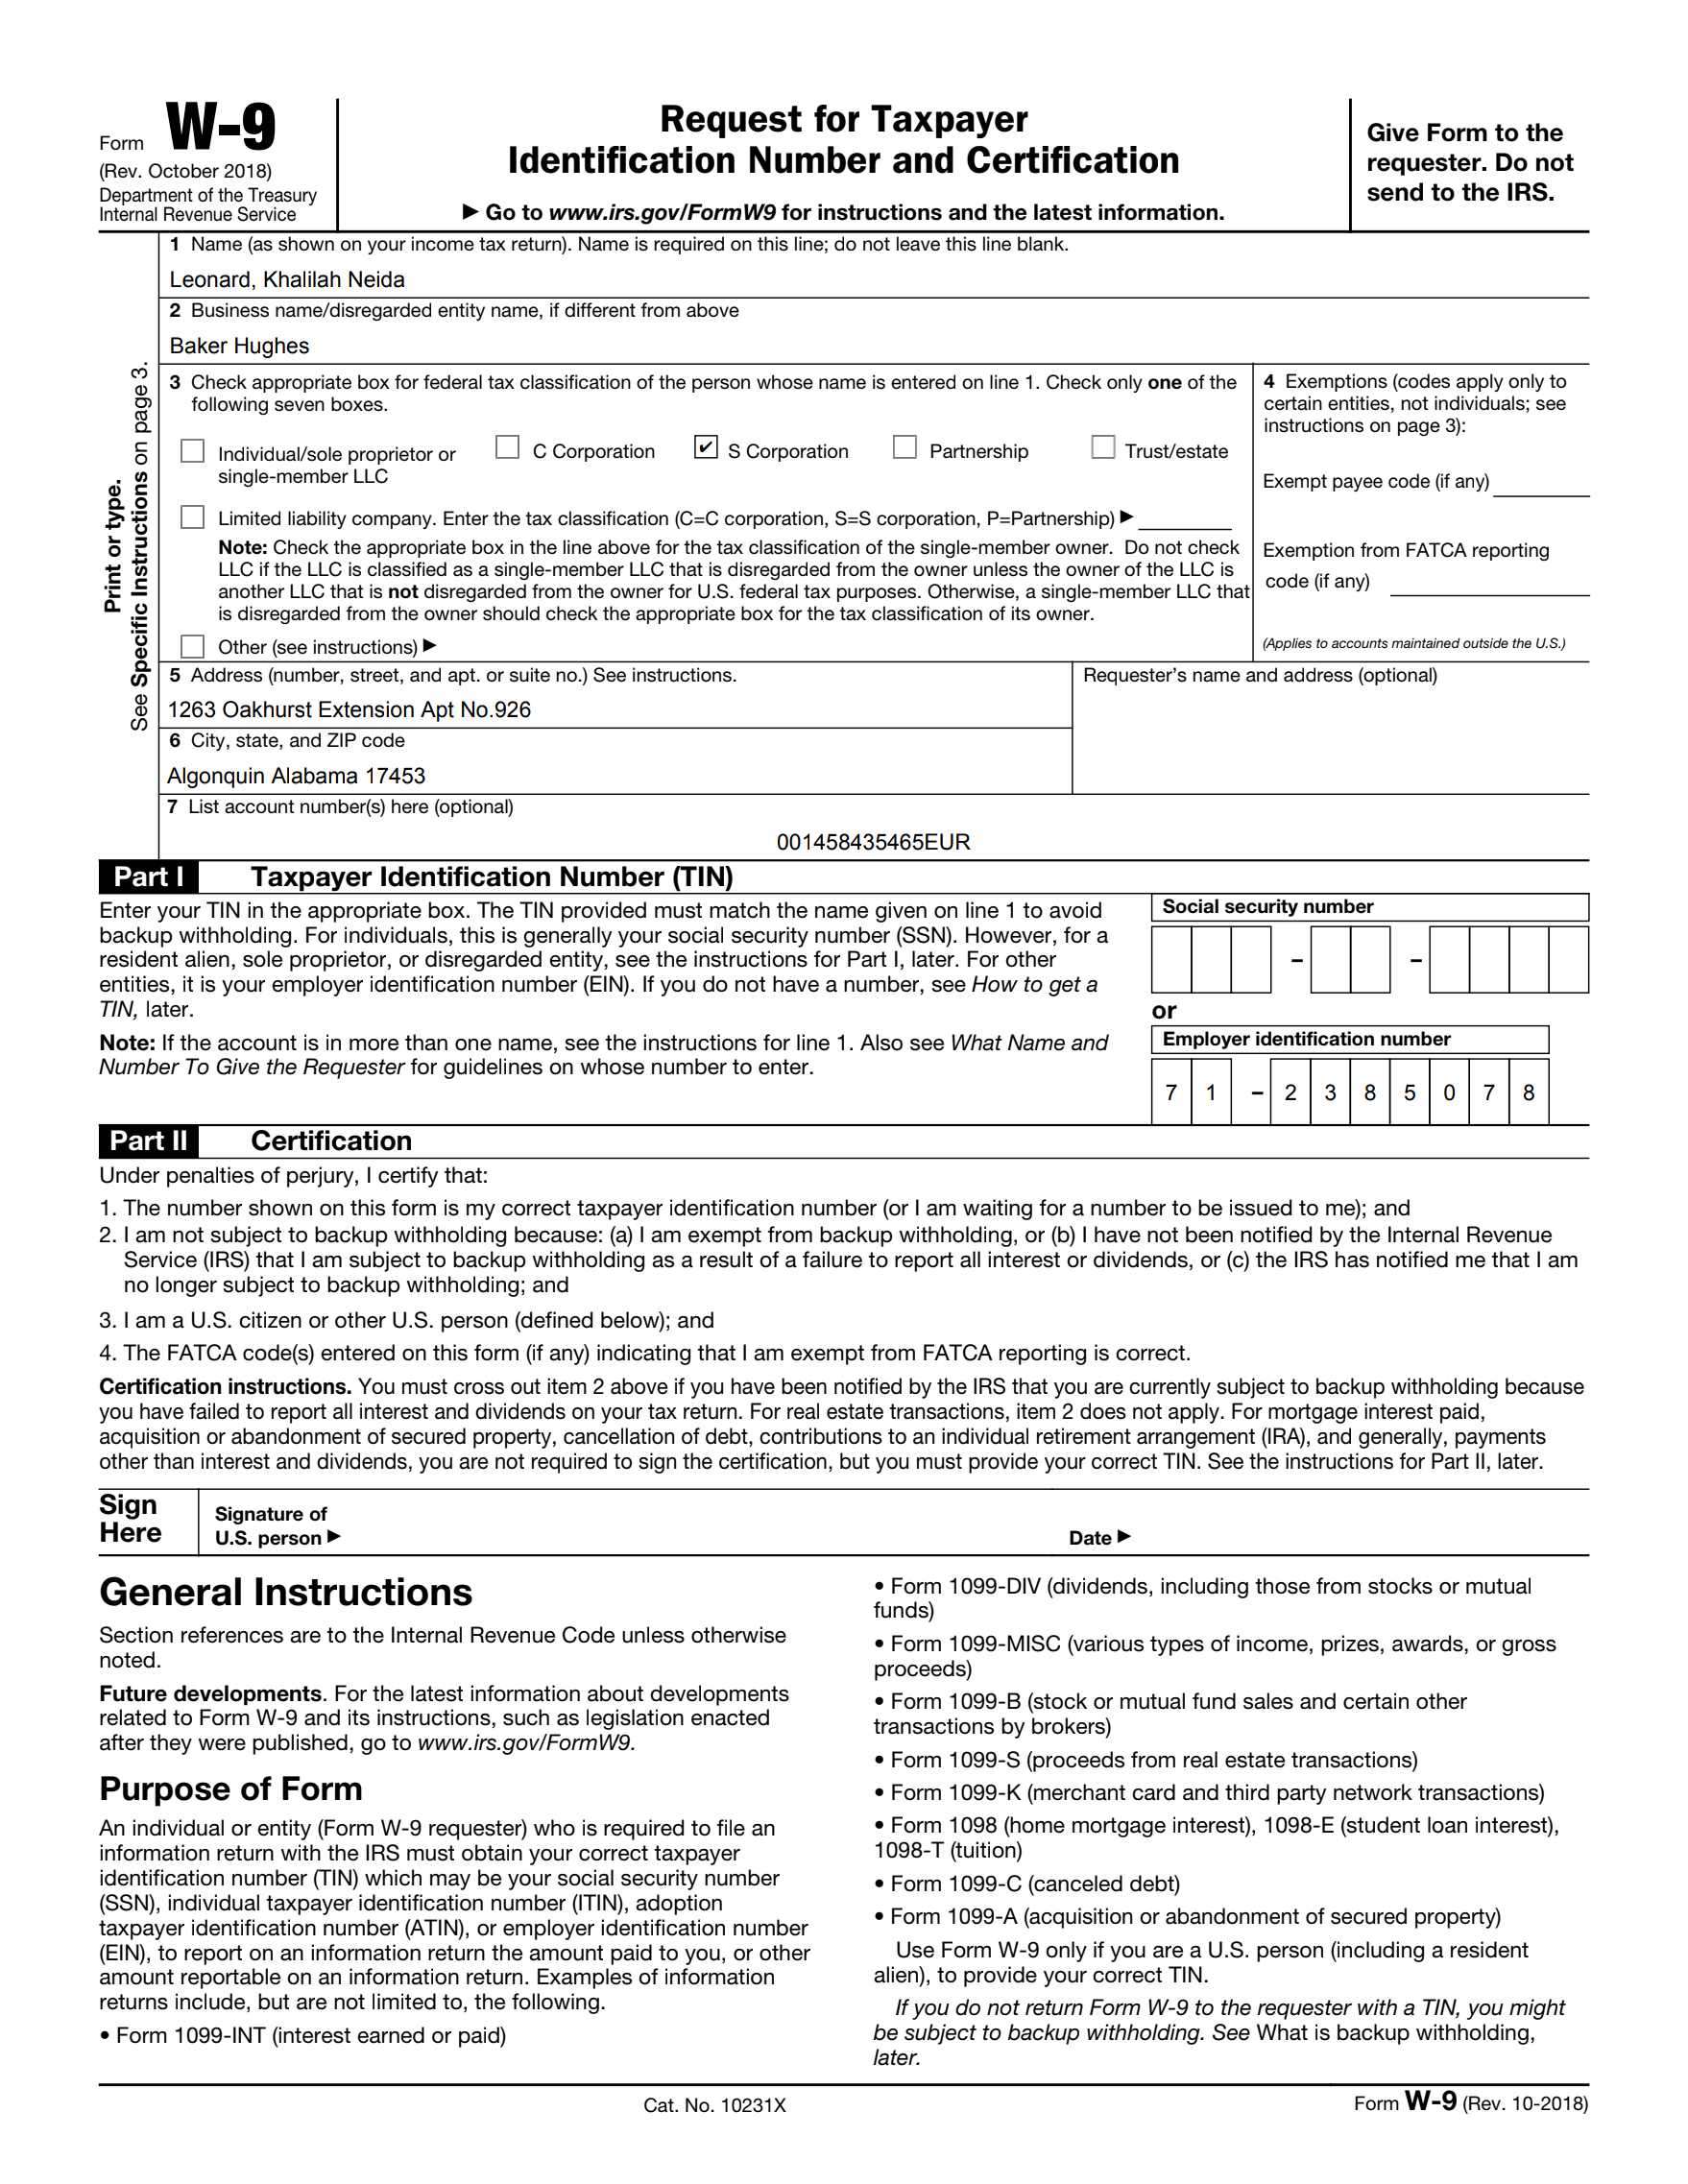 Form W-9
(Rev. October 2018)
Department of the Treasury
Internal Revenue Service
Request for Taxpayer
Identification Number and Certification
▶ Go to www.irs.gov/FormW9 for instructions and the latest information.
Give Form to the
requester. Do not
send to the IRS.
Print or type.
See Specific Instructions on page 3.
1 Name (as shown on your income tax return). Name is required on this line; do not leave this line blank.
Leonard, Khalilah Neida
2 Business name/disregarded entity name, if different from above
Baker Hughes
3 Check appropriate box for federal tax classification of the person whose name is entered on line 1. Check only one of the
following seven boxes.
Individual/sole proprietor or
single-member LLC
C Corporation
✔ S Corporation
Partnership
Trust/estate
Limited liability company. Enter the tax classification (C=C corporation, S=S corporation, P=Partnership) ▶
Note: Check the appropriate box in the line above for the tax classification of the single-member owner. Do not check
LLC if the LLC is classified as a single-member LLC that is disregarded from the owner unless the owner of the LLC is
another LLC that is not disregarded from the owner for U.S. federal tax purposes. Otherwise, a single-member LLC that
is disregarded from the owner should check the appropriate box for the tax classification of its owner.
Other (see instructions) ▶
4 Exemptions (codes apply only to
certain entities, not individuals; see
instructions on page 3):
Exempt payee code (if any)
Exemption from FATCA reporting
code (if any)
(Applies to accounts maintained outside the U.S.)
5 Address (number, street, and apt. or suite no.) See instructions.
1263 Oakhurst Extension Apt No.926
6 City, state, and ZIP code
Algonquin Alabama 17453
Requester's name and address (optional)
7 List account number(s) here (optional)
001458435465EUR
Part I Taxpayer Identification Number (TIN)
Enter your TIN in the appropriate box. The TIN provided must match the name given on line 1 to avoid
backup withholding. For individuals, this is generally your social security number (SSN). However, for a
resident alien, sole proprietor, or disregarded entity, see the instructions for Part I, later. For other
entities, it is your employer identification number (EIN). If you do not have a number, see How to get a
TIN, later.
Note: If the account is in more than one name, see the instructions for line 1. Also see What Name and
Number To Give the Requester for guidelines on whose number to enter.
Social security number
– –
or
Employer identification number
7 1 – 2 3 8 5 0 7 8
Part II Certification
Under penalties of perjury, I certify that:
1. The number shown on this form is my correct taxpayer identification number (or I am waiting for a number to be issued to me); and
2. I am not subject to backup withholding because: (a) I am exempt from backup withholding, or (b) I have not been notified by the Internal Revenue
Service (IRS) that I am subject to backup withholding as a result of a failure to report all interest or dividends, or (c) the IRS has notified me that I am
no longer subject to backup withholding; and
3. I am a U.S. citizen or other U.S. person (defined below); and
4. The FATCA code(s) entered on this form (if any) indicating that I am exempt from FATCA reporting is correct.
Certification instructions. You must cross out item 2 above if you have been notified by the IRS that you are currently subject to backup withholding because
you have failed to report all interest and dividends on your tax return. For real estate transactions, item 2 does not apply. For mortgage interest paid,
acquisition or abandonment of secured property, cancellation of debt, contributions to an individual retirement arrangement (IRA), and generally, payments
other than interest and dividends, you are not required to sign the certification, but you must provide your correct TIN. See the instructions for Part II, later.
Sign
Here
Signature of
U.S. person ▶
Date ▶
General Instructions
Section references are to the Internal Revenue Code unless otherwise
noted.
Future developments. For the latest information about developments
related to Form W-9 and its instructions, such as legislation enacted
after they were published, go to www.irs.gov/FormW9.
Purpose of Form
An individual or entity (Form W-9 requester) who is required to file an
information return with the IRS must obtain your correct taxpayer
identification number (TIN) which may be your social security number
(SSN), individual taxpayer identification number (ITIN), adoption
taxpayer identification number (ATIN), or employer identification number
(EIN), to report on an information return the amount paid to you, or other
amount reportable on an information return. Examples of information
returns include, but are not limited to, the following.
• Form 1099-INT (interest earned or paid)
• Form 1099-DIV (dividends, including those from stocks or mutual
funds)
• Form 1099-MISC (various types of income, prizes, awards, or gross
proceeds)
• Form 1099-B (stock or mutual fund sales and certain other
transactions by brokers)
• Form 1099-S (proceeds from real estate transactions)
• Form 1099-K (merchant card and third party network transactions)
• Form 1098 (home mortgage interest), 1098-E (student loan interest),
1098-T (tuition)
• Form 1099-C (canceled debt)
• Form 1099-A (acquisition or abandonment of secured property)
Use Form W-9 only if you are a U.S. person (including a resident
alien), to provide your correct TIN.
If you do not return Form W-9 to the requester with a TIN, you might
be subject to backup withholding. See What is backup withholding,
later.
Cat. No. 10231X
Form W-9 (Rev. 10-2018)